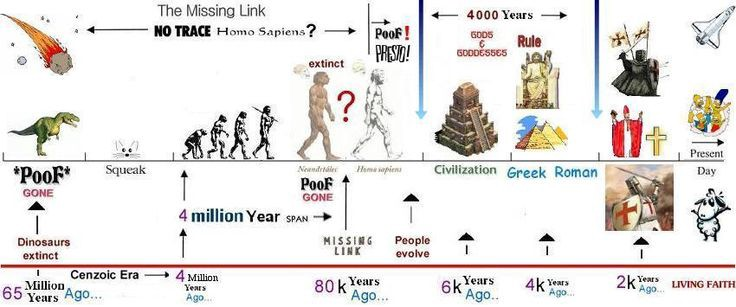 The Missing Link
NO TRACE Homo Sapiens?
extinct
?
POOF!
PRESTO!
4000 Years
GODS
&
GODDESSES
Rule
*POOF*
GONE
Squeak
Neandrtálec
Homo sapiens
POOF
GONE
Civilization
Greek Roman
Present
Day
4 million Year SPAN
MISSING
LINK
People
evolve
Dinosaurs
extinct
Cenzoic Era
65 Million
Years
Ago...
4 Million
Years
Ago...
80k Years
Ago...
6k Years
Ago..
4k Years
Ago...
2k Years
Ago...
LIVING FAITH